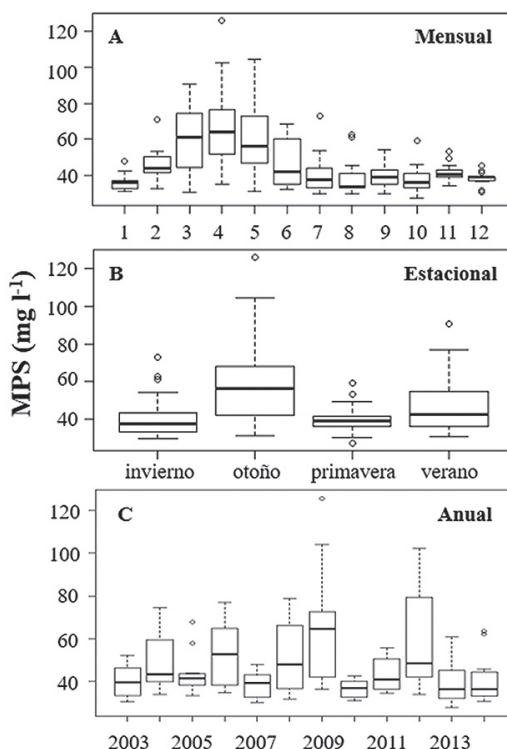 A Mensual
120
100
80
60
40
1 2 3 4 5 6 7 8 9 10 11 12
MPS (mg l-1)
B Estacional
120
100
80
60
40
invierno otoño primavera verano
C Anual
120
100
80
60
40
2003 2005 2007 2009 2011 2013